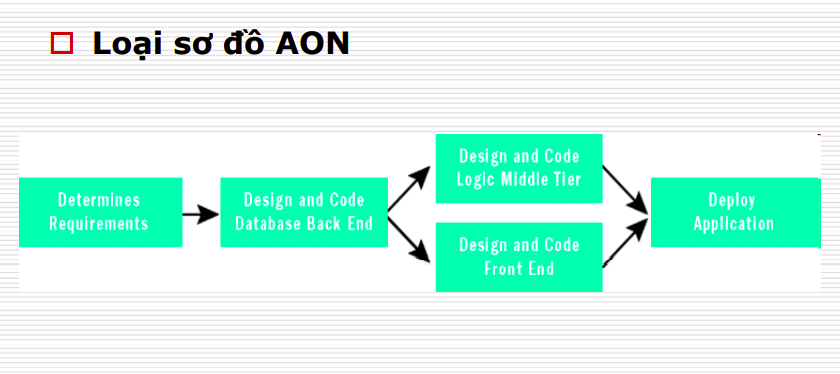 Loại sơ đồ AON
Determines
Requirements
Design and Code
Database Back End
Design and Code
Logic Middle Tier
Design and Code
Front End
Deploy
Application